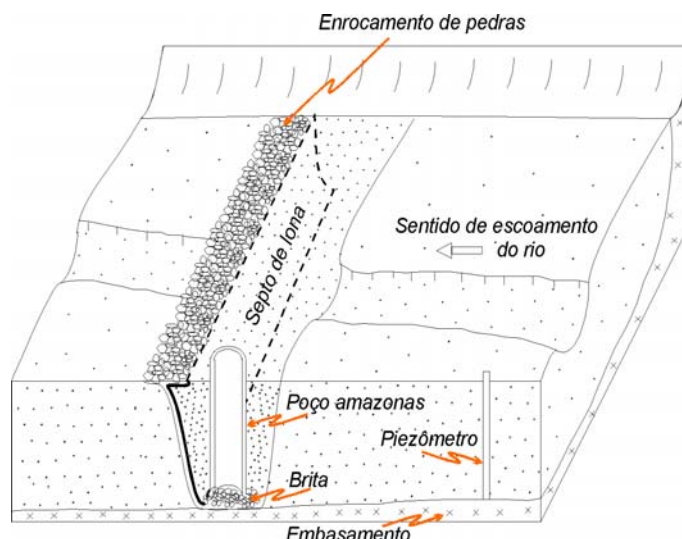 Enrocamento de pedras
Septo de lona
Sentido de escoamento
do rio
Poço amazonas
Piezômetro
Brita
Embasamento